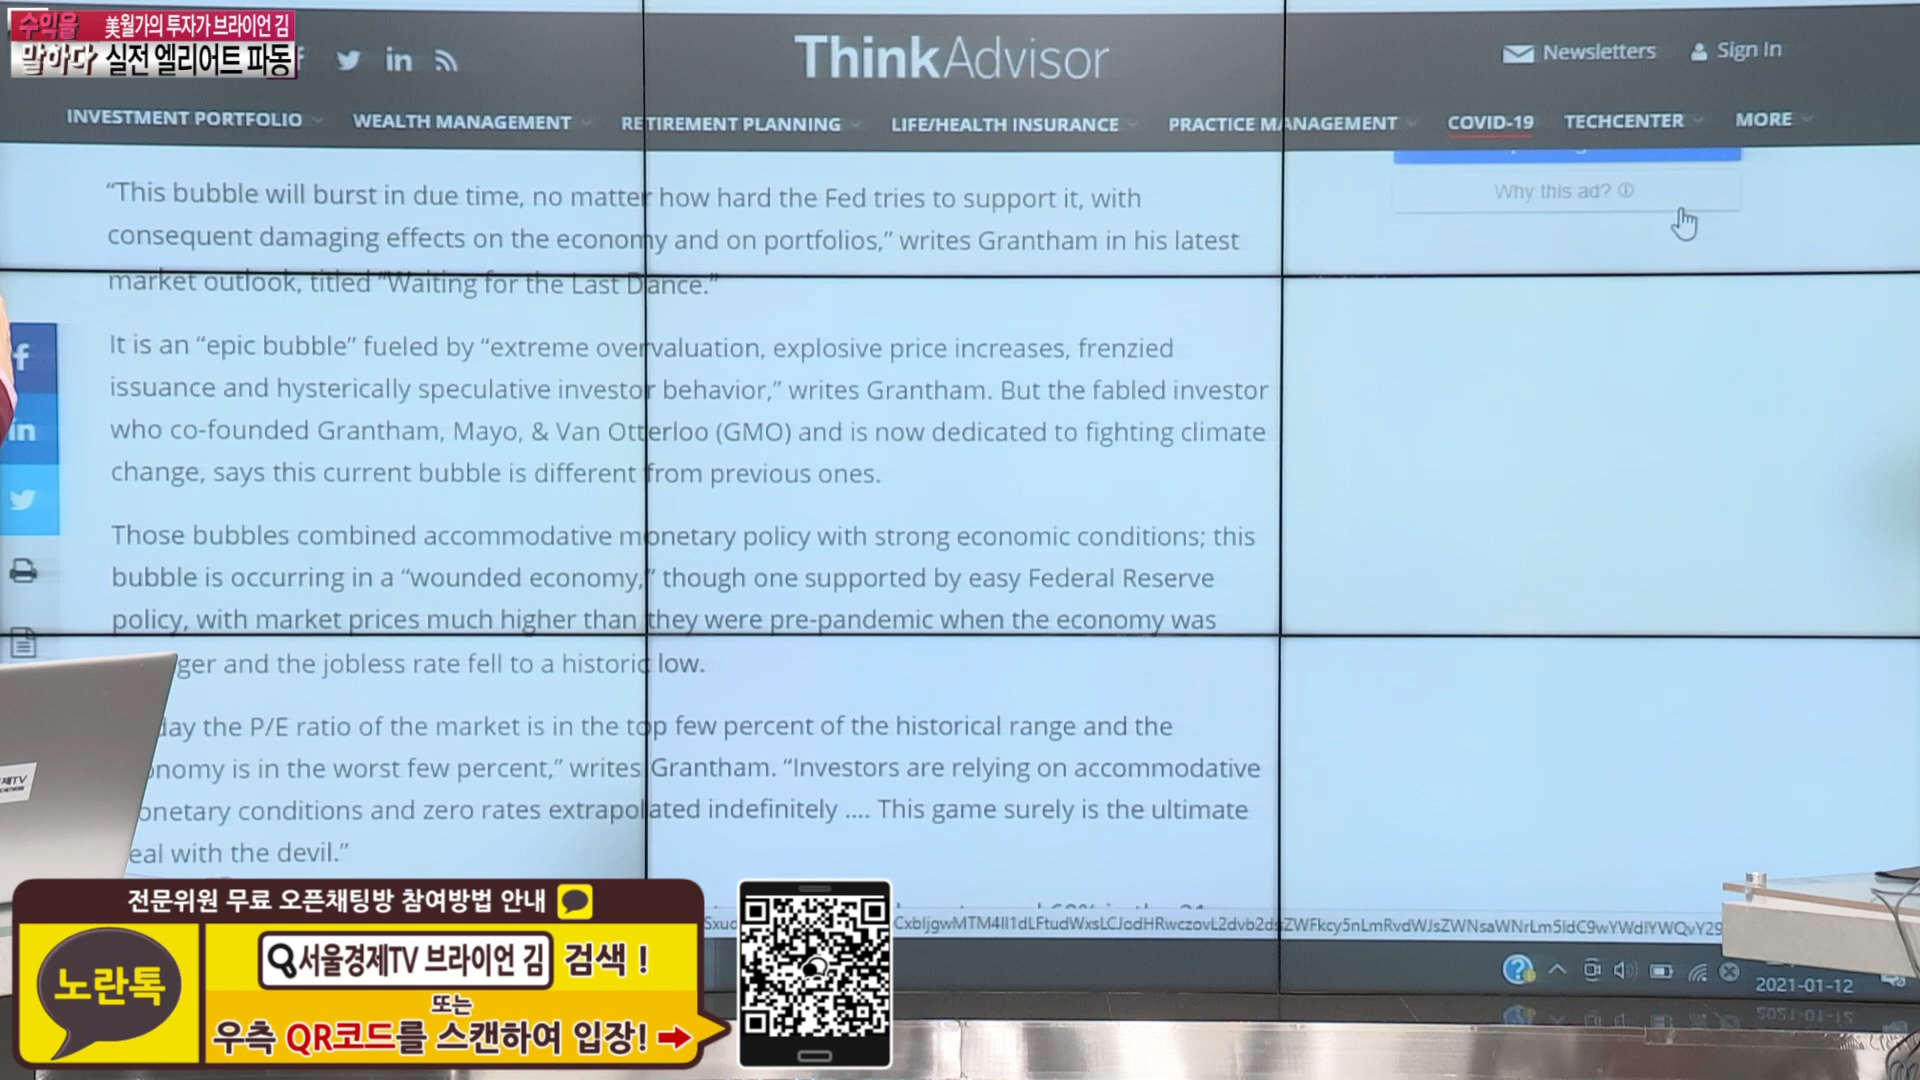 수익을 말하다
美월가의 투자가 브라이언 김
실전 엘리어트 파동
ThinkAdvisor
Newsletters
Sign In
INVESTMENT PORTFOLIO
WEALTH MANAGEMENT
RETIREMENT PLANNING
LIFE/HEALTH INSURANCE
PRACTICE MANAGEMENT
COVID-19
TECHCENTER
MORE
Why this ad?
“This bubble will burst in due time, no matter how hard the Fed tries to support it, with
consequent damaging effects on the economy and on portfolios,” writes Grantham in his latest
market outlook, titled “Waiting for the Last Dance.”
It is an “epic bubble” fueled by “extreme overvaluation, explosive price increases, frenzied
issuance and hysterically speculative investor behavior,” writes Grantham. But the fabled investor
who co-founded Grantham, Mayo, & Van Otterloo (GMO) and is now dedicated to fighting climate
change, says this current bubble is different from previous ones.
Those bubbles combined accommodative monetary policy with strong economic conditions; this
bubble is occurring in a “wounded economy,” though one supported by easy Federal Reserve
policy, with market prices much higher than they were pre-pandemic when the economy was
ger and the jobless rate fell to a historic low.
day the P/E ratio of the market is in the top few percent of the historical range and the
onomy is in the worst few percent,” writes Grantham. “Investors are relying on accommodative
onetary conditions and zero rates extrapolated indefinitely .... This game surely is the ultimate
eal with the devil.”
전문위원 무료 오픈채팅방 참여방법 안내
노란톡
서울경제TV 브라이언 김 검색 !
또는
우측 QR코드를 스캔하여 입장!
2021-01-12